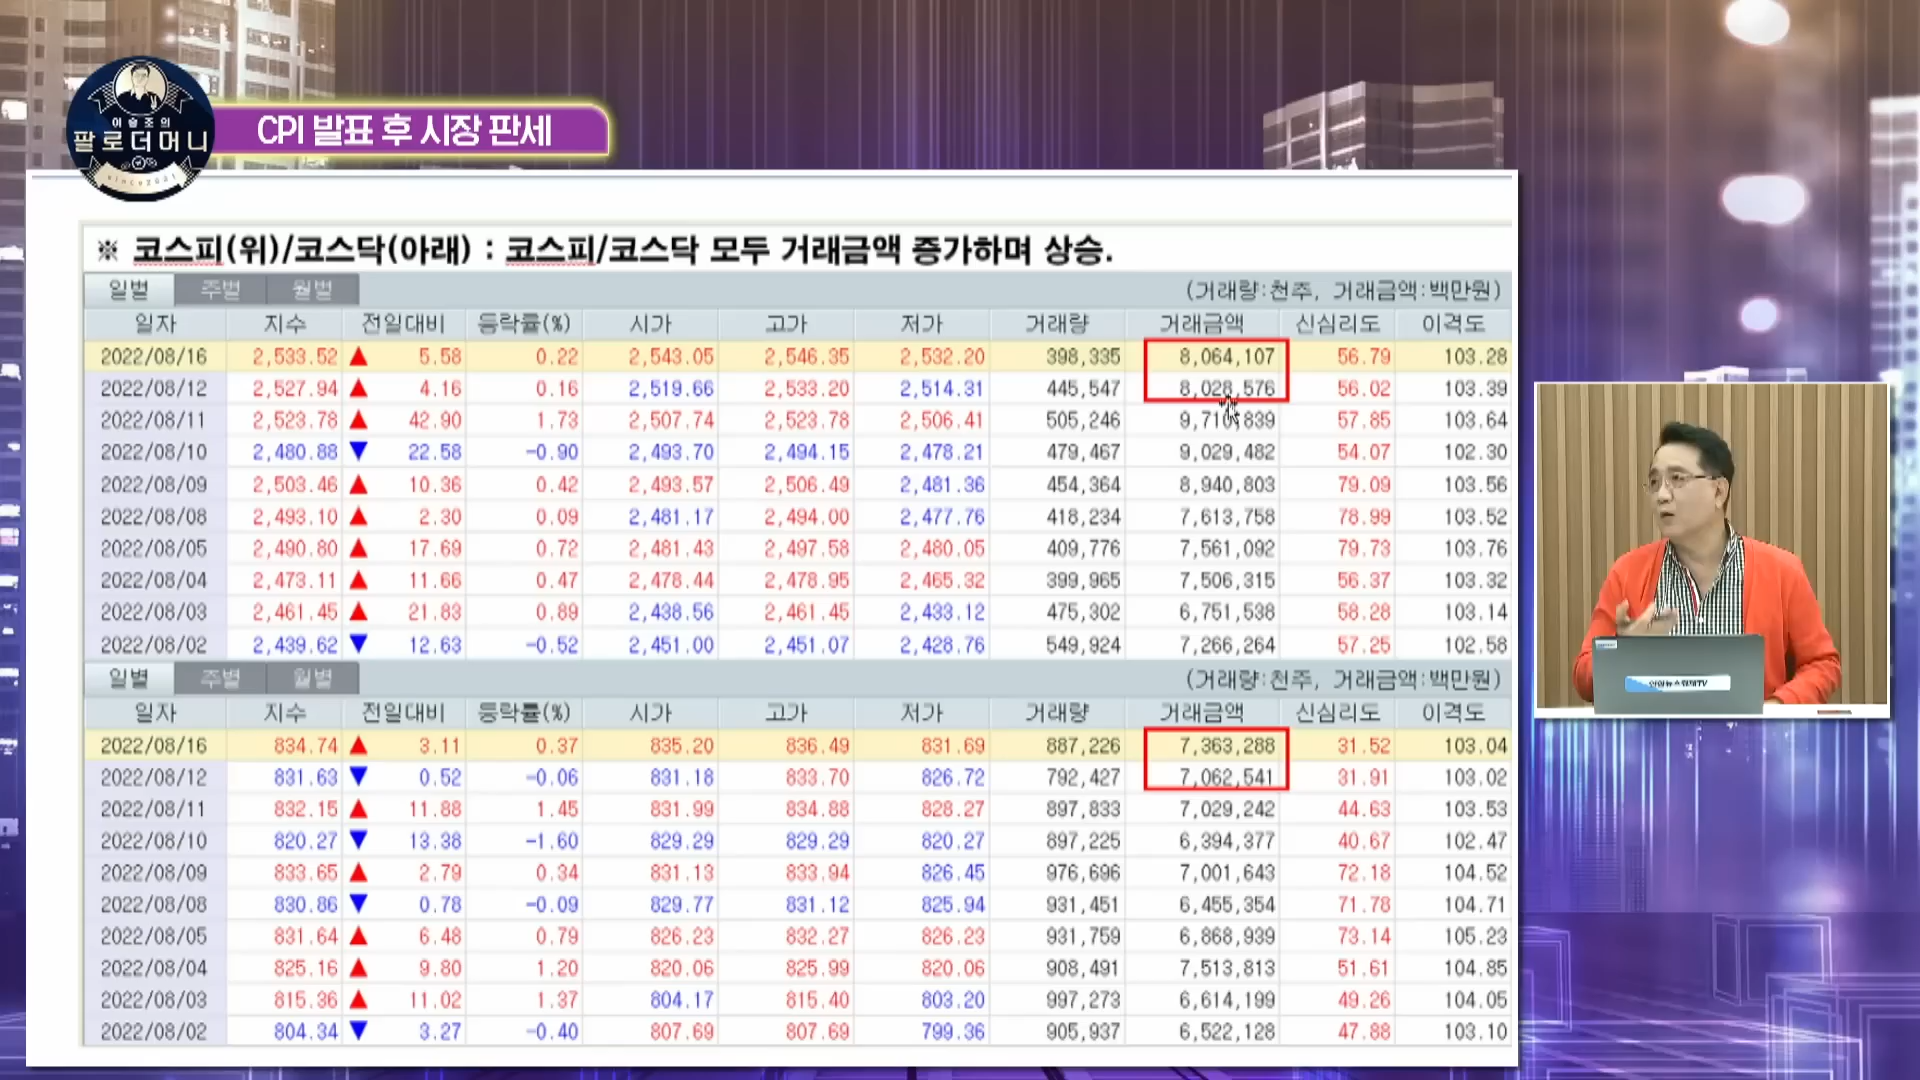 이승조의
팔로더머니
since2001
CPI 발표 후 시장 판세
※ 코스피(위)/코스닥(아래) : 코스피/코스닥 모두 거래금액 증가하며 상승.
일별 주별 월별 (거래량:천주, 거래금액:백만원)
일자 지수 전일대비 등락률(%) 시가 고가 저가 거래량 거래금액 신심리도 이격도
2022/08/16 2,533.52 ▲ 5.58 0.22 2,543.05 2,546.35 2,532.20 398,335 8,064,107 56.79 103.28
2022/08/12 2,527.94 ▲ 4.16 0.16 2,519.66 2,533.20 2,514.31 445,547 8,028,576 56.02 103.39
2022/08/11 2,523.78 ▲ 42.90 1.73 2,507.74 2,523.78 2,506.41 505,246 9,710,839 57.85 103.64
2022/08/10 2,480.88 ▼ 22.58 -0.90 2,493.70 2,494.15 2,478.21 479,467 9,029,482 54.07 102.30
2022/08/09 2,503.46 ▲ 10.36 0.42 2,493.57 2,506.49 2,481.36 454,364 8,940,803 79.09 103.56
2022/08/08 2,493.10 ▲ 2.30 0.09 2,481.17 2,494.00 2,477.76 418,234 7,613,758 78.99 103.52
2022/08/05 2,490.80 ▲ 17.69 0.72 2,481.43 2,497.58 2,480.05 409,776 7,561,092 79.73 103.76
2022/08/04 2,473.11 ▲ 11.66 0.47 2,478.44 2,478.95 2,465.32 399,965 7,506,315 56.37 103.32
2022/08/03 2,461.45 ▲ 21.83 0.89 2,438.56 2,461.45 2,433.12 475,302 6,751,538 58.28 103.14
2022/08/02 2,439.62 ▼ 12.63 -0.52 2,451.00 2,451.07 2,428.76 549,924 7,266,264 57.25 102.58
일별 주별 월별 (거래량:천주, 거래금액:백만원)
일자 지수 전일대비 등락률(%) 시가 고가 저가 거래량 거래금액 신심리도 이격도
2022/08/16 834.74 ▲ 3.11 0.37 835.20 836.49 831.69 887,226 7,363,288 31.52 103.04
2022/08/12 831.63 ▼ 0.52 -0.06 831.18 833.70 826.72 792,427 7,062,541 31.91 103.02
2022/08/11 832.15 ▲ 11.88 1.45 831.99 834.88 828.27 897,833 7,029,242 44.63 103.53
2022/08/10 820.27 ▼ 13.38 -1.60 829.29 829.29 820.27 897,225 6,394,377 40.67 102.47
2022/08/09 833.65 ▲ 2.79 0.34 831.13 833.94 826.45 976,696 7,001,643 72.18 104.52
2022/08/08 830.86 ▼ 0.78 -0.09 829.77 831.12 825.94 931,451 6,455,354 71.78 104.71
2022/08/05 831.64 ▲ 6.48 0.79 826.23 832.27 826.23 931,759 6,868,939 73.14 105.23
2022/08/04 825.16 ▲ 9.80 1.20 820.06 825.99 820.06 908,491 7,513,813 51.61 104.85
2022/08/03 815.36 ▲ 11.02 1.37 804.17 815.40 803.20 997,273 6,614,199 49.26 104.05
2022/08/02 804.34 ▼ 3.27 -0.40 807.69 807.69 799.36 905,937 6,522,128 47.88 103.10